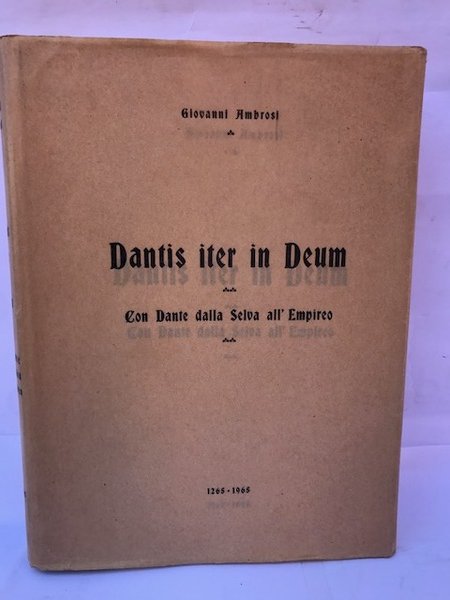 Giovanni Ambrosi
Dantis iter in Deum
Con Dante dalla Selva all' Empireo
1265 - 1965